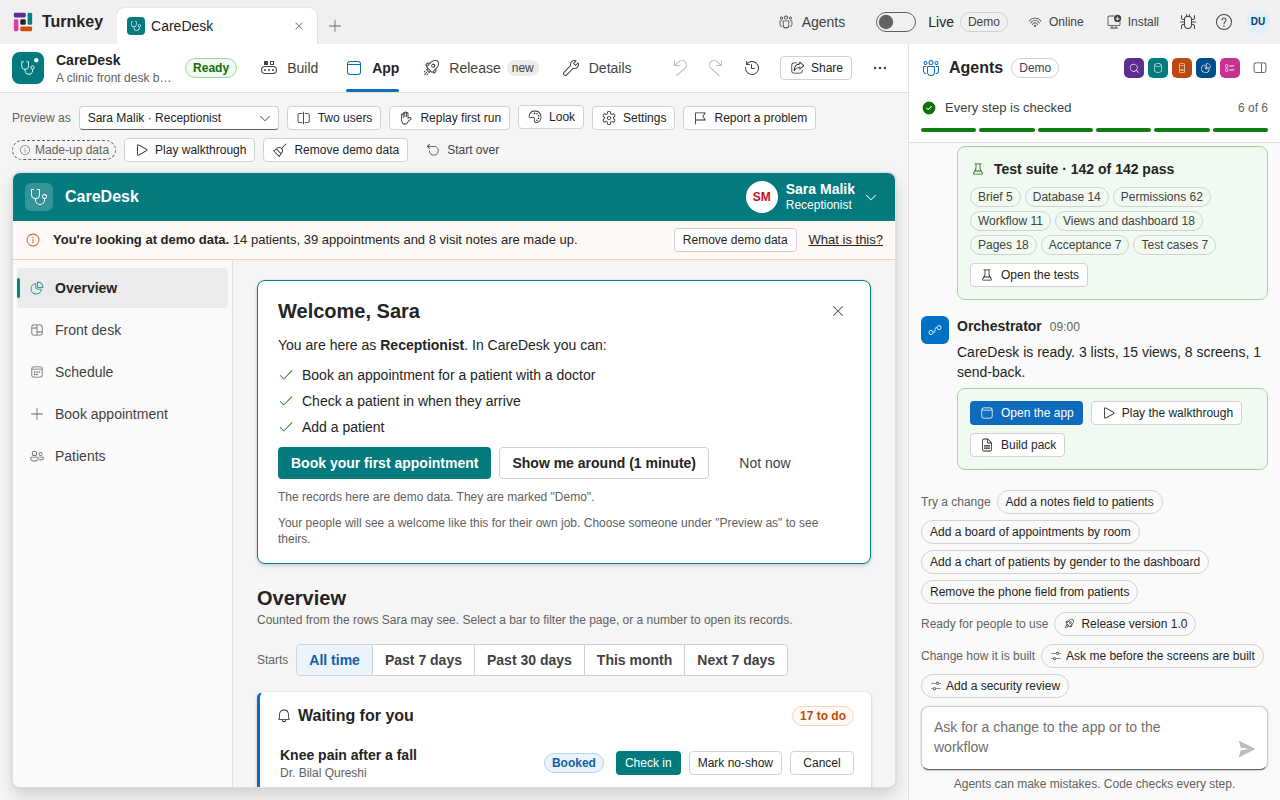 Turnkey
CareDesk
Agents
Live
Demo
Online
Install
DU
CareDesk
A clinic front desk b…
Ready
Build
App
Release new
Details
Share
Agents
Demo
Preview as
Sara Malik · Receptionist
Two users
Replay first run
Look
Settings
Report a problem
Made-up data
Play walkthrough
Remove demo data
Start over
Every step is checked
6 of 6
CareDesk
SM
Sara Malik
Receptionist
You're looking at demo data. 14 patients, 39 appointments and 8 visit notes are made up.
Remove demo data
What is this?
Overview
Front desk
Schedule
Book appointment
Patients
Welcome, Sara
You are here as Receptionist. In CareDesk you can:
Book an appointment for a patient with a doctor
Check a patient in when they arrive
Add a patient
Book your first appointment
Show me around (1 minute)
Not now
The records here are demo data. They are marked "Demo".
Your people will see a welcome like this for their own job. Choose someone under "Preview as" to see
theirs.
Overview
Counted from the rows Sara may see. Select a bar to filter the page, or a number to open its records.
Starts
All time
Past 7 days
Past 30 days
This month
Next 7 days
Waiting for you
17 to do
Knee pain after a fall
Dr. Bilal Qureshi
Booked
Check in
Mark no-show
Cancel
Test suite · 142 of 142 pass
Brief 5
Database 14
Permissions 62
Workflow 11
Views and dashboard 18
Pages 18
Acceptance 7
Test cases 7
Open the tests
Orchestrator 09:00
CareDesk is ready. 3 lists, 15 views, 8 screens, 1
send-back.
Open the app
Play the walkthrough
Build pack
Try a change
Add a notes field to patients
Add a board of appointments by room
Add a chart of patients by gender to the dashboard
Remove the phone field from patients
Ready for people to use
Release version 1.0
Change how it is built
Ask me before the screens are built
Add a security review
Ask for a change to the app or to the
workflow
Agents can make mistakes. Code checks every step.